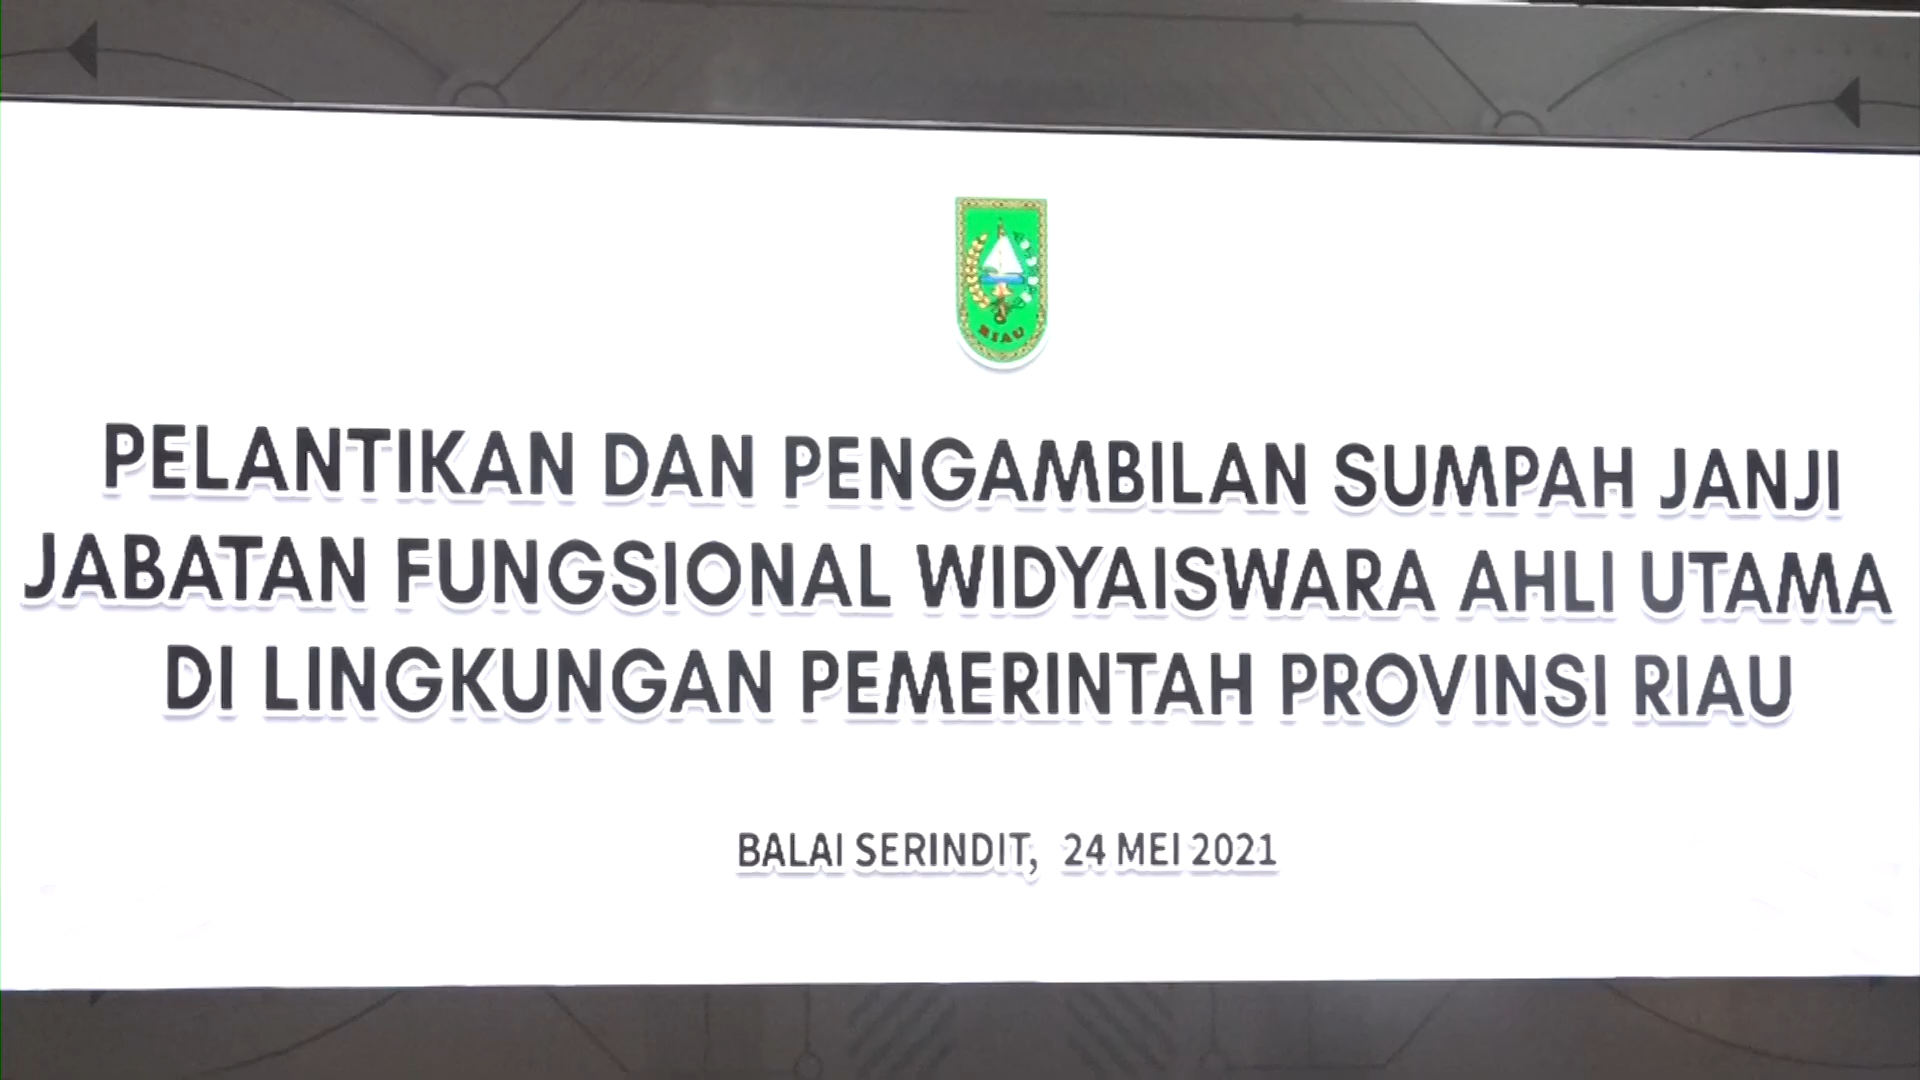 RIAU
PELANTIKAN DAN PENGAMBILAN SUMPAH JANJI
JABATAN FUNGSIONAL WIDYAISWARA AHLI UTAMA
DI LINGKUNGAN PEMERINTAH PROVINSI RIAU
BALAI SERINDIT, 24 MEI 2021